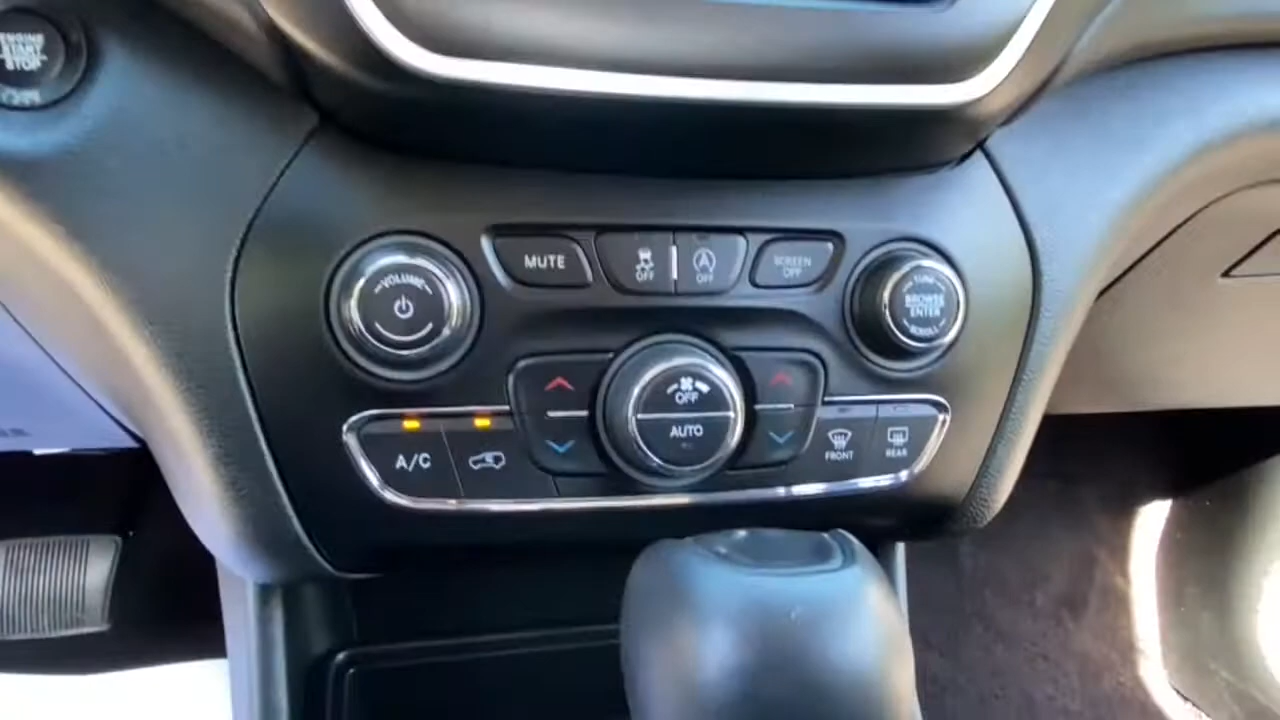 ENGINE
START
STOP
VOLUME
MUTE
OFF
A
OFF
SCREEN
OFF
TUNE
BROWSE
ENTER
SCROLL
OFF
AUTO
A/C
FRONT
REAR